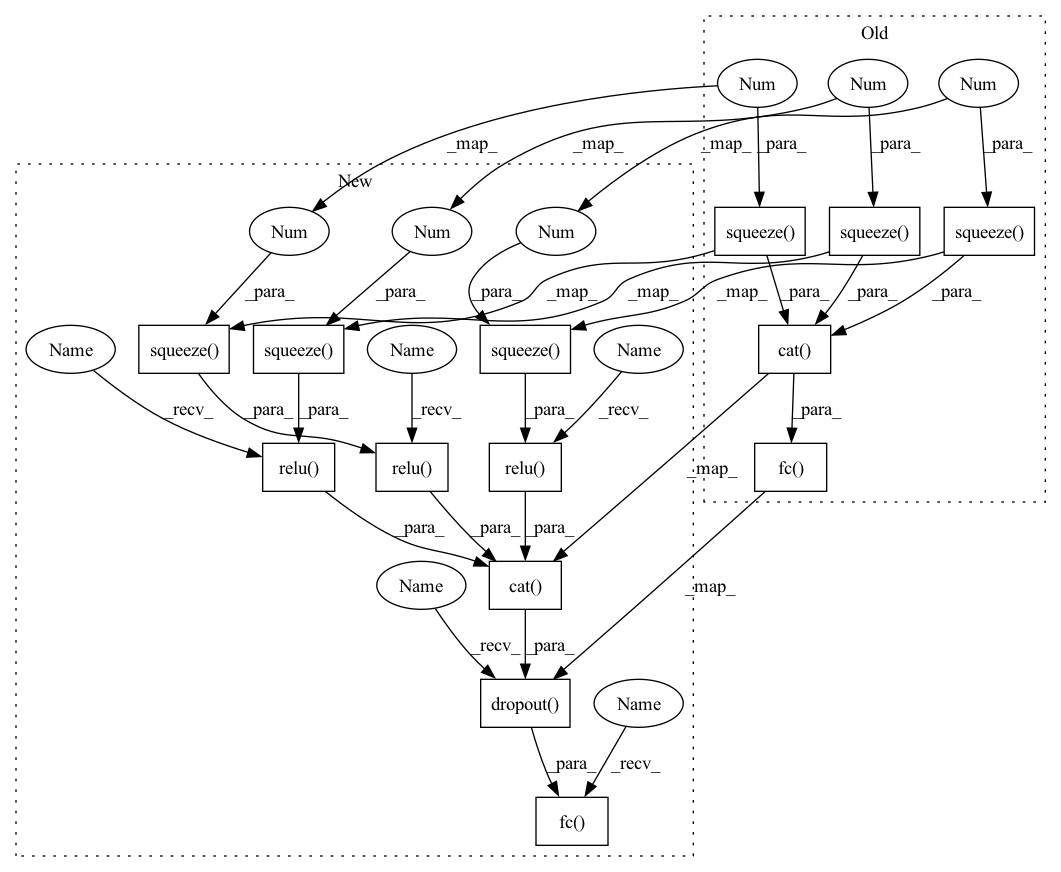 Old
Num Num Num
_map_ _map_ _map_ _para_ _para_ _para_
New
Num Num Num squeeze() squeeze() squeeze()
_para_ _para_ _para_ _map_ _map_ _map_ _para_ _para_ _para_
Name squeeze() squeeze() Name squeeze() Name cat()
_recv_ _para_ _para_ _recv_ _para_ _recv_ _para_
relu() relu() relu() _map_ fc()
_para_ _para_ _para_
Name cat() _map_
_recv_ _para_
dropout() Name
_para_ _recv_
fc()